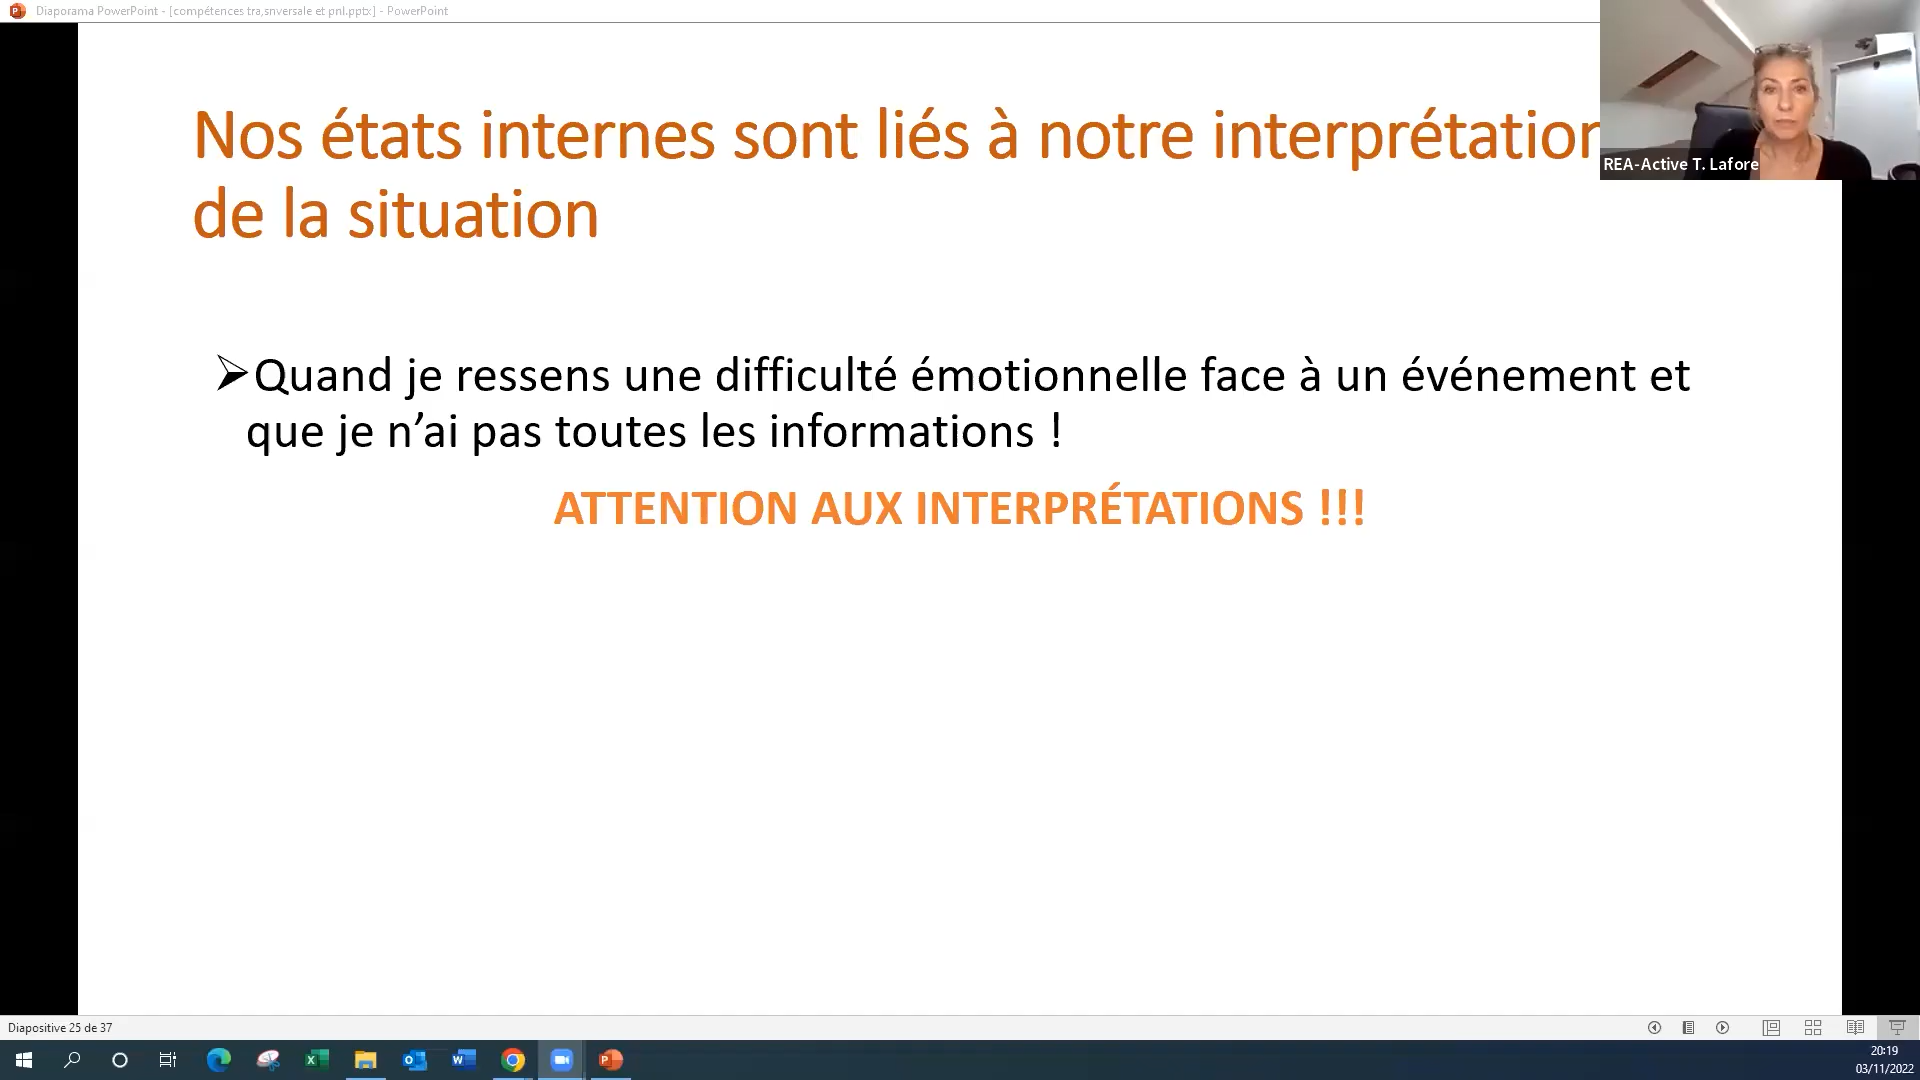 Diaporama PowerPoint - [compétences tra,snversale et pnl.pptx] - PowerPoint
REA-Active T. Lafore
Nos états internes sont liés à notre interprétation
de la situation
➢Quand je ressens une difficulté émotionnelle face à un événement et
que je n’ai pas toutes les informations !
ATTENTION AUX INTERPRÉTATIONS !!!
Diapositive 25 de 37
20:19
03/11/2022